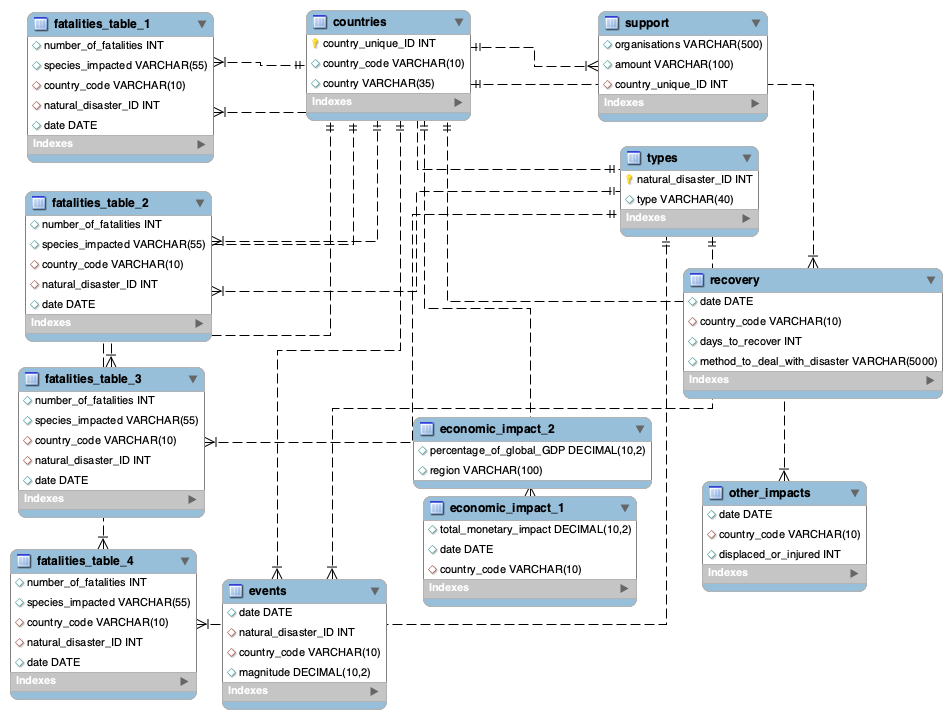 fatalities_table_1
number_of_fatalities INT
species_impacted VARCHAR(55)
country_code VARCHAR(10)
natural_disaster_ID INT
date DATE
Indexes
countries
country_unique_ID INT
country_code VARCHAR(10)
country VARCHAR(35)
Indexes
support
organisations VARCHAR(500)
amount VARCHAR(100)
country_unique_ID INT
Indexes
types
natural_disaster_ID INT
type VARCHAR(40)
Indexes
fatalities_table_2
number_of_fatalities INT
species_impacted VARCHAR(55)
country_code VARCHAR(10)
natural_disaster_ID INT
date DATE
Indexes
recovery
date DATE
country_code VARCHAR(10)
days_to_recover INT
method_to_deal_with_disaster VARCHAR(5000)
Indexes
fatalities_table_3
number_of_fatalities INT
species_impacted VARCHAR(55)
country_code VARCHAR(10)
natural_disaster_ID INT
date DATE
Indexes
economic_impact_2
percentage_of_global_GDP DECIMAL(10,2)
region VARCHAR(100)
Indexes
economic_impact_1
total_monetary_impact DECIMAL(10,2)
date DATE
country_code VARCHAR(10)
Indexes
other_impacts
date DATE
country_code VARCHAR(10)
displaced_or_injured INT
Indexes
fatalities_table_4
number_of_fatalities INT
species_impacted VARCHAR(55)
country_code VARCHAR(10)
natural_disaster_ID INT
date DATE
Indexes
events
date DATE
natural_disaster_ID INT
country_code VARCHAR(10)
magnitude DECIMAL(10,2)
Indexes